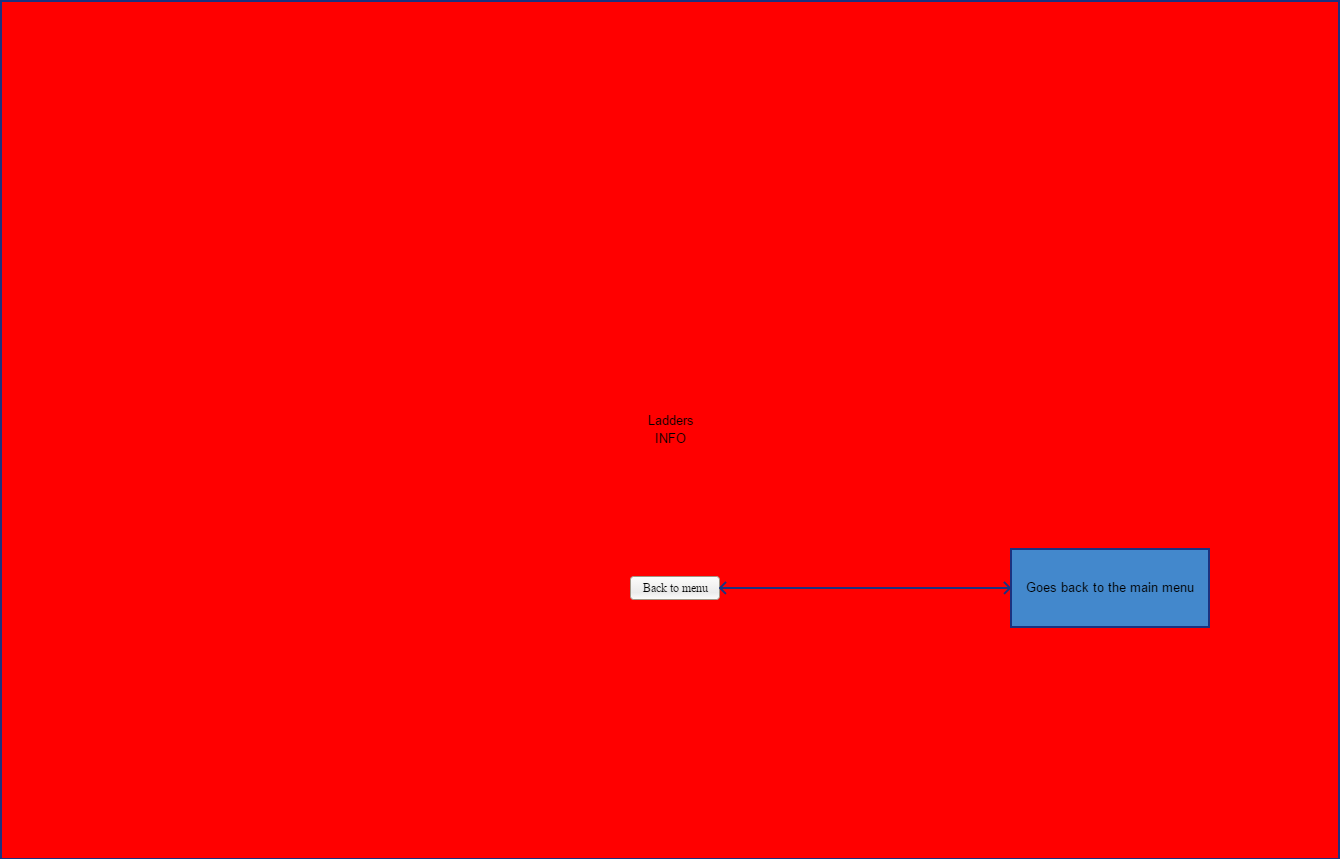 Ladders
INFO
Back to menu
Goes back to the main menu